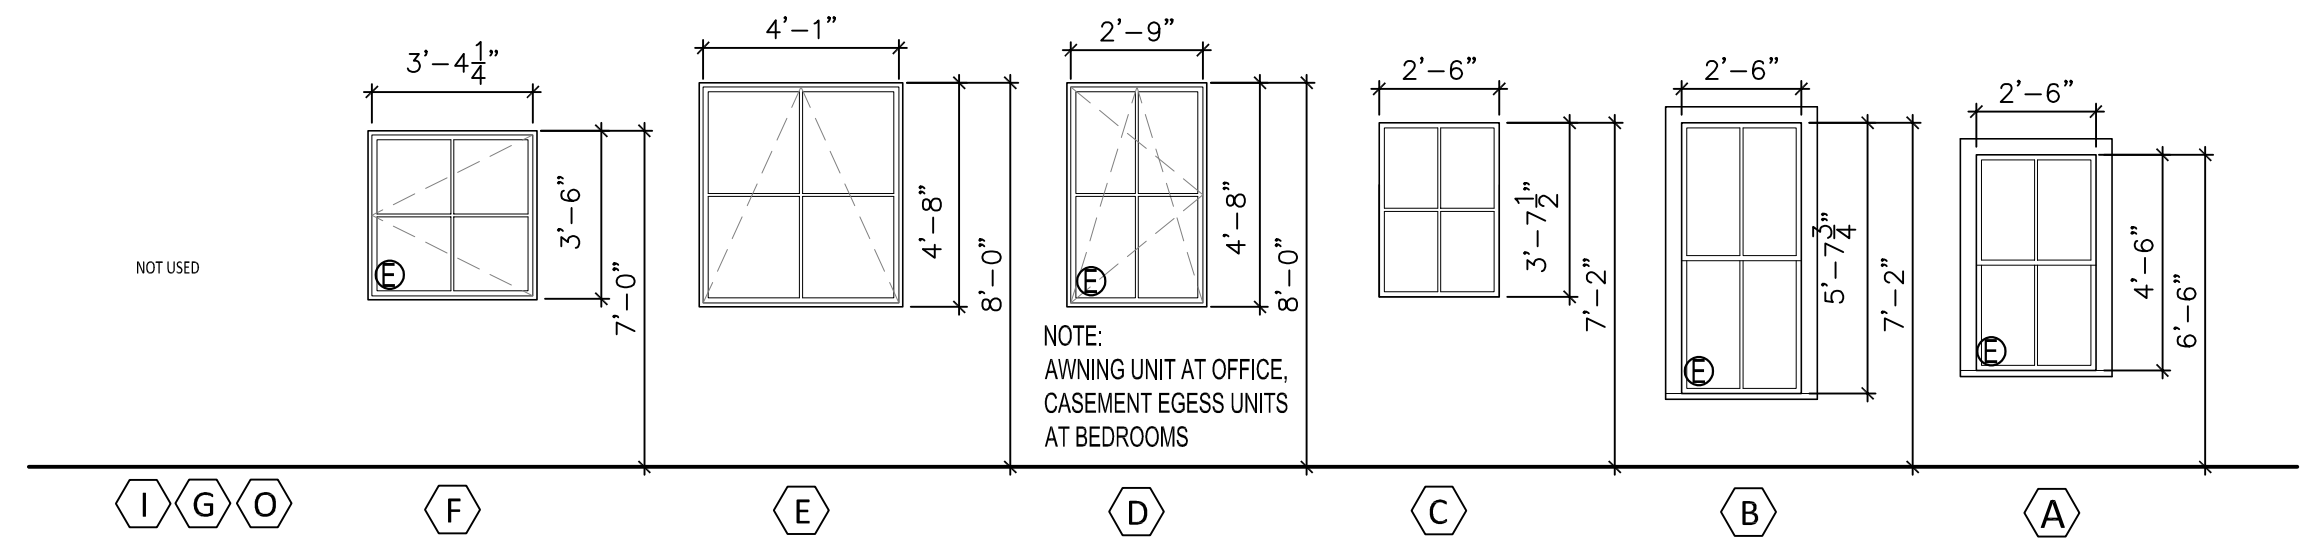 3'-4 1/4"
4'-1"
2'-9"
2'-6"
2'-6"
2'-6"
NOT USED
E
3'-6"
7'-0"
4'-8"
8'-0"
E
4'-8"
8'-0"
3'-7 1/2"
7'-2"
E
5'-7 3/4"
7'-2"
E
4'-6"
6'-6"
NOTE:
AWNING UNIT AT OFFICE,
CASEMENT EGESS UNITS
AT BEDROOMS
I G O F E D C B A